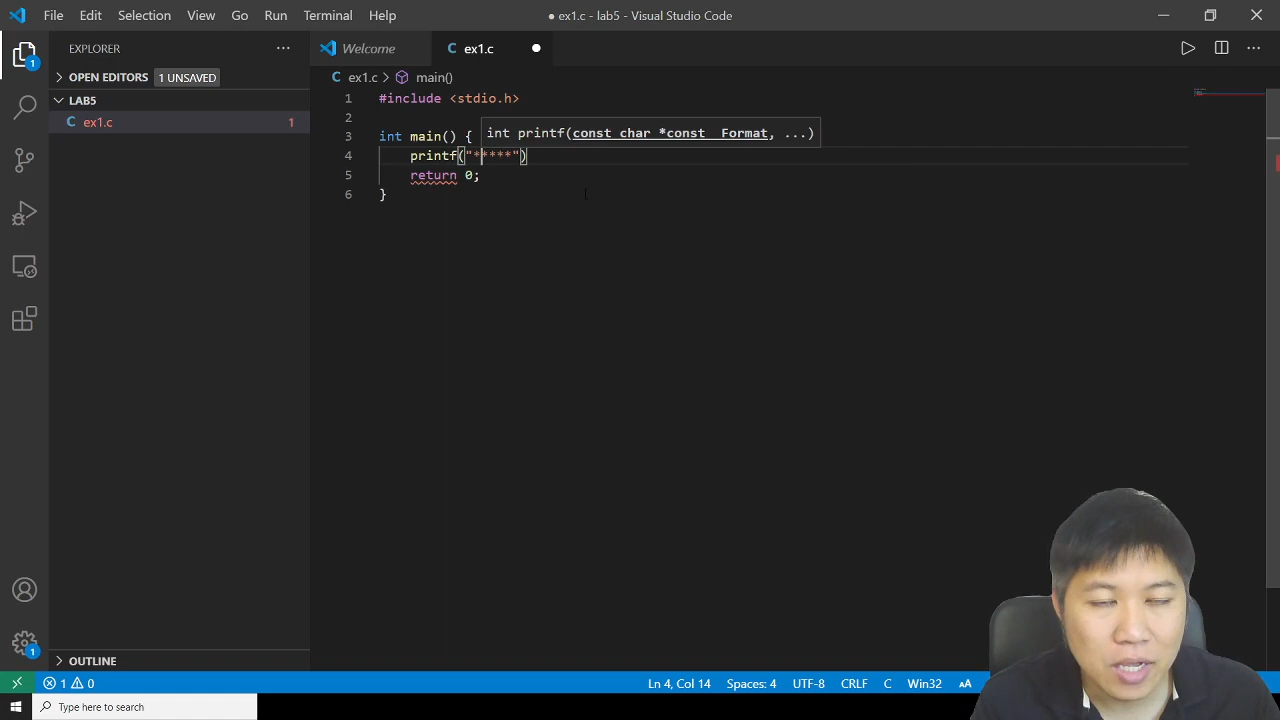 File Edit Selection View Go Run Terminal Help
● ex1.c - lab5 - Visual Studio Code
EXPLORER
OPEN EDITORS 1 UNSAVED
LAB5
ex1.c 1
OUTLINE
Welcome
ex1.c
C ex1.c > main()
1 #include <stdio.h>
2
3 int main() {
int printf(const char *const _Format, ...)
4 printf("*****")
5 return 0;
6 }
1
1
1 0
Ln 4, Col 14 Spaces: 4 UTF-8 CRLF C Win32
Type here to search